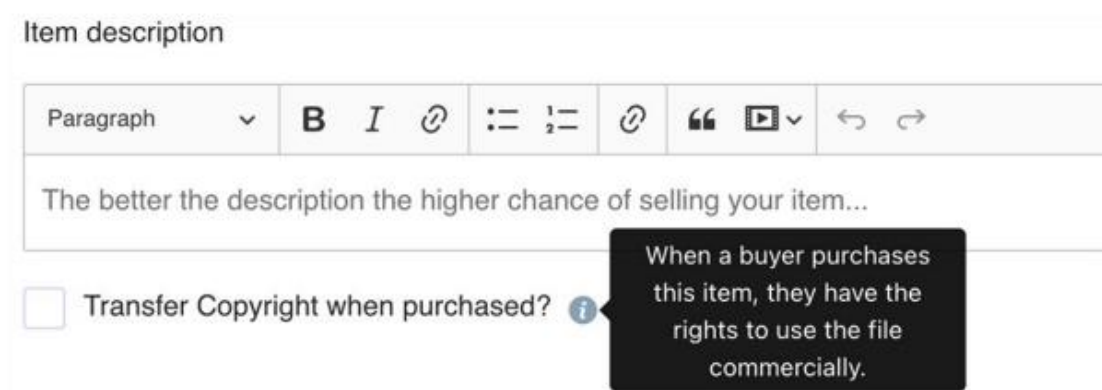 Item description
Paragraph
The better the description the higher chance of selling your item...
Transfer Copyright when purchased?
When a buyer purchases
this item, they have the
rights to use the file
commercially.